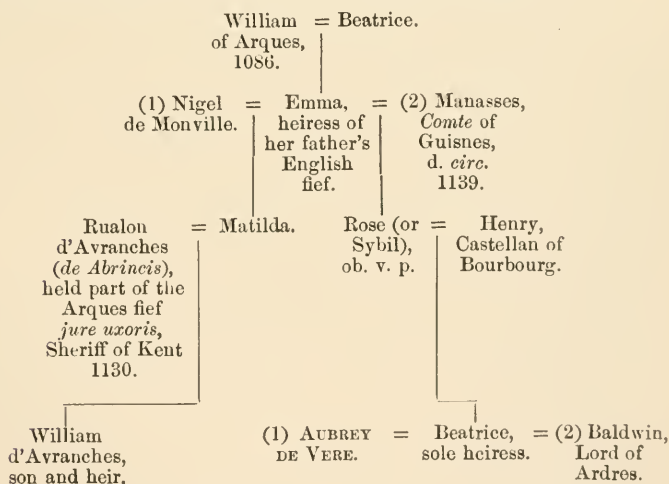 William = Beatrice.
of Arques,
1086.
(1) Nigel = Emma, = (2) Manasses,
de Monville. heiress of Comte of
her father's Guisnes,
English d. circ.
fief. 1139.
Rualon = Matilda. Rose (or = Henry,
d'Avranches Sybil), Castellan of
(de Abrincis), ob. v. p. Bourbourg.
held part of the
Arques fief
jure uxoris,
Sheriff of Kent
1130.
William (1) AUBREY = Beatrice, = (2) Baldwin,
d'Avranches, DE VERE. sole heiress. Lord of
son and heir. Ardres.